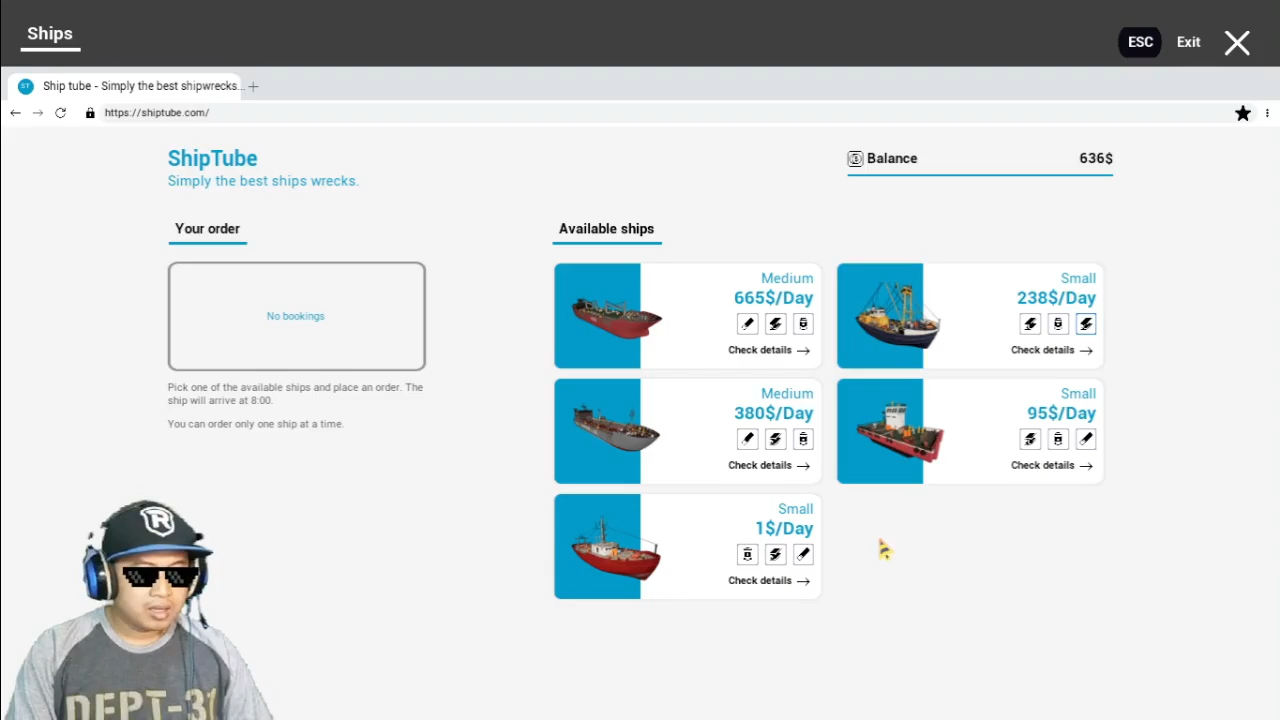 Ships
ESC Exit
Ship tube - Simply the best shipwrecks...
https://shiptube.com/
ShipTube
Simply the best ships wrecks.
Balance 636$
Your order
No bookings
Pick one of the available ships and place an order. The
ship will arrive at 8:00.
You can order only one ship at a time.
Available ships
Medium
665$/Day
Check details
Small
238$/Day
Check details
Medium
380$/Day
Check details
Small
95$/Day
Check details
Small
1$/Day
Check details
R
DEPT-31